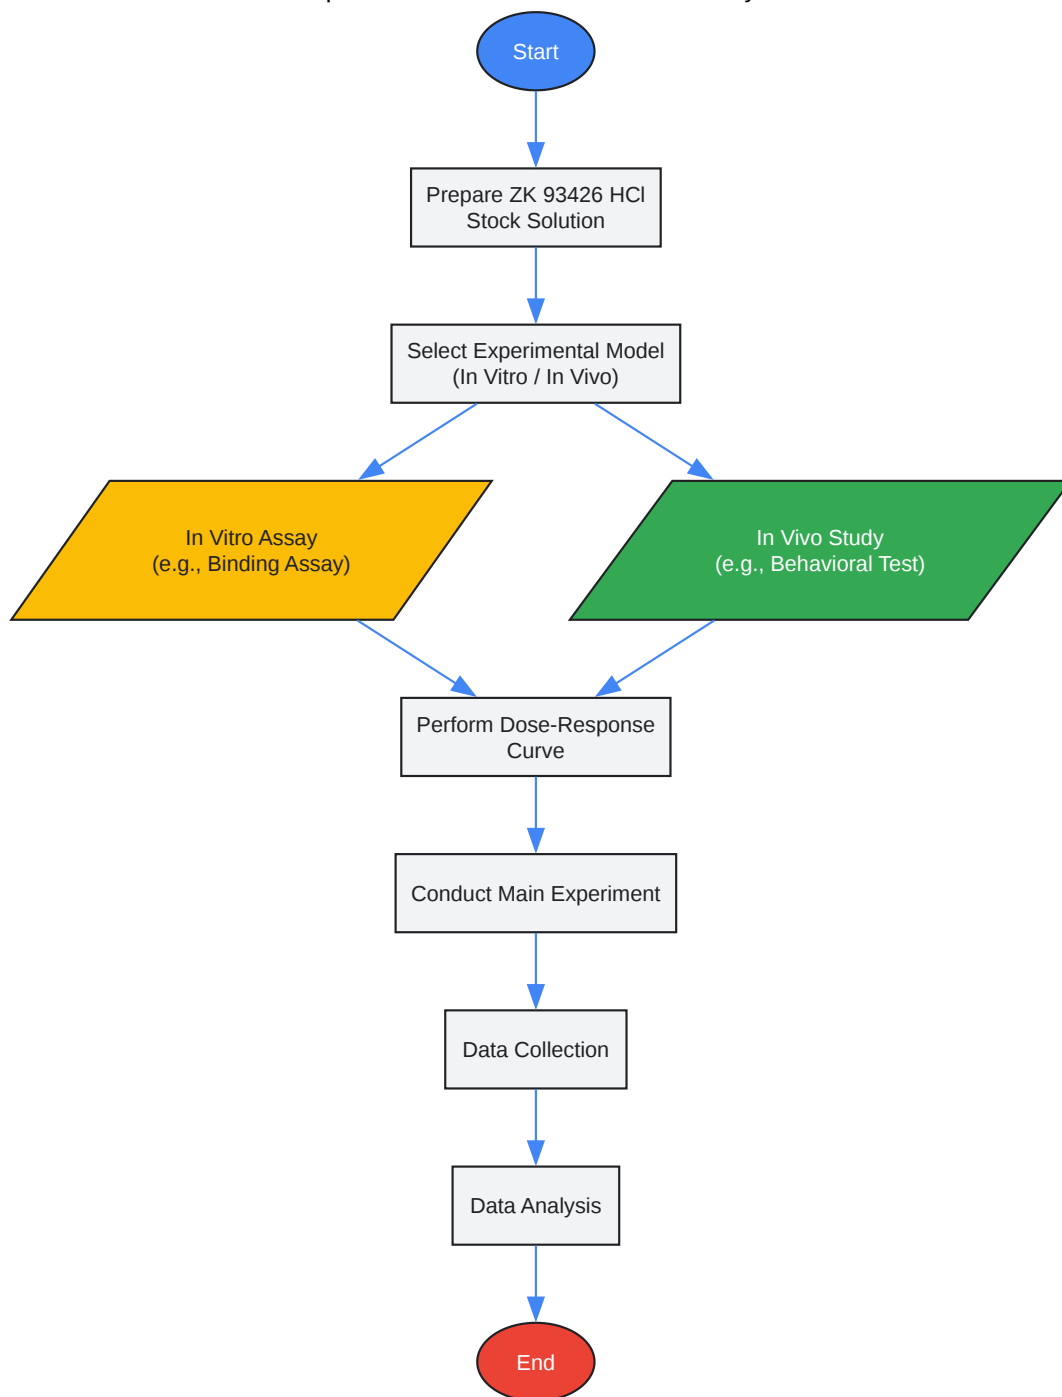 Start
Prepare ZK 93426 HCl
Stock Solution
Select Experimental Model
(In Vitro / In Vivo)
In Vitro Assay
(e.g., Binding Assay)
In Vivo Study
(e.g., Behavioral Test)
Perform Dose-Response
Curve
Conduct Main Experiment
Data Collection
Data Analysis
End